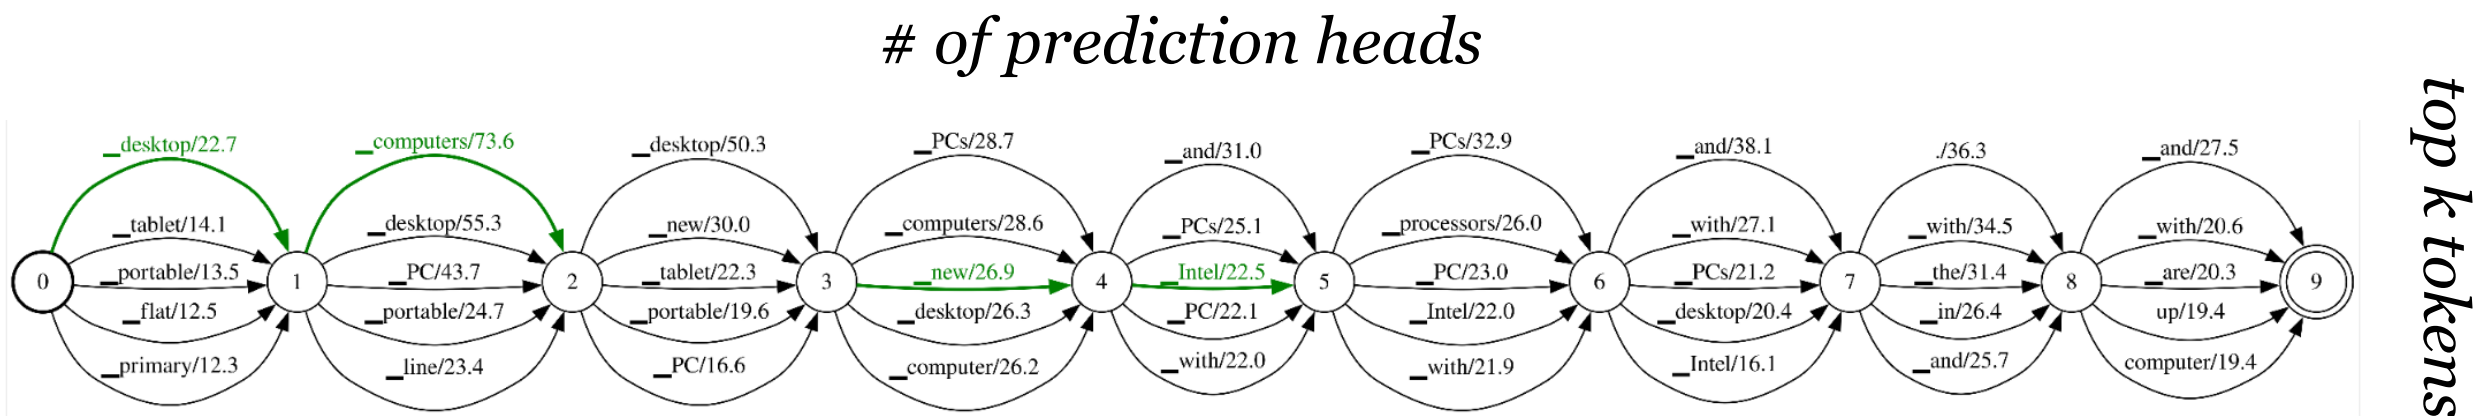 # of prediction heads
top k tokens
_desktop/22.7
_tablet/14.1
_portable/13.5
_flat/12.5
_primary/12.3
_computers/73.6
_desktop/55.3
_PC/43.7
_portable/24.7
_line/23.4
_desktop/50.3
_new/30.0
_tablet/22.3
_portable/19.6
_PC/16.6
_PCs/28.7
_computers/28.6
_new/26.9
_desktop/26.3
_computer/26.2
_and/31.0
_PCs/25.1
_Intel/22.5
_PC/22.1
_with/22.0
_PCs/32.9
_processors/26.0
_PC/23.0
_Intel/22.0
_with/21.9
_and/38.1
_with/27.1
_PCs/21.2
_desktop/20.4
_Intel/16.1
./36.3
_with/34.5
_the/31.4
_in/26.4
_and/25.7
_and/27.5
_with/20.6
_are/20.3
up/19.4
computer/19.4
0
1
2
3
4
5
6
7
8
9